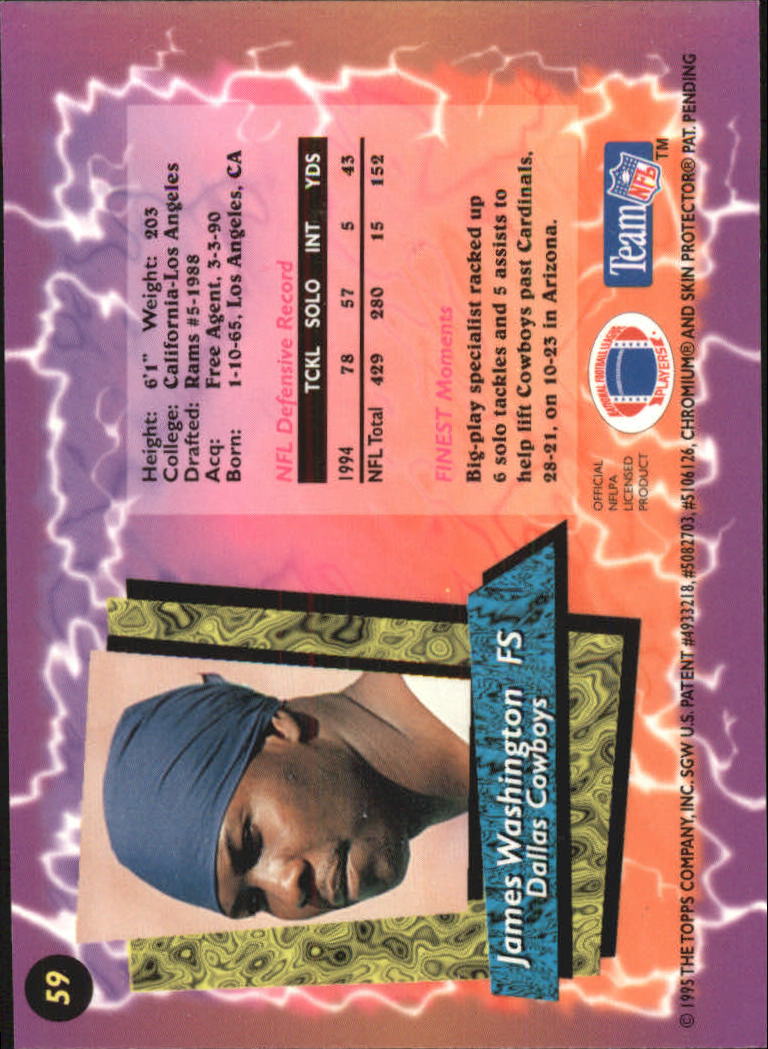 59
James Washington FS
Dallas Cowboys
Height: 6'1" Weight: 203
College: California-Los Angeles
Drafted: Rams #5-1988
Acq: Free Agent, 3-3-90
Born: 1-10-65, Los Angeles, CA
NFL Defensive Record
TCKL SOLO INT YDS
1994 78 57 5 43
NFL Total 429 280 15 152
FINEST Moments
Big-play specialist racked up
6 solo tackles and 5 assists to
help lift Cowboys past Cardinals,
28-21, on 10-23 in Arizona.
OFFICIAL
NFLPA
LICENSED
PRODUCT
NATIONAL FOOTBALL LEAGUE
PLAYERS
Team NFL TM
© 1995 THE TOPPS COMPANY, INC. SGW U.S. PATENT #4933218, #5082703, #5106126, CHROMIUM® AND SKIN PROTECTOR® PAT. PENDING